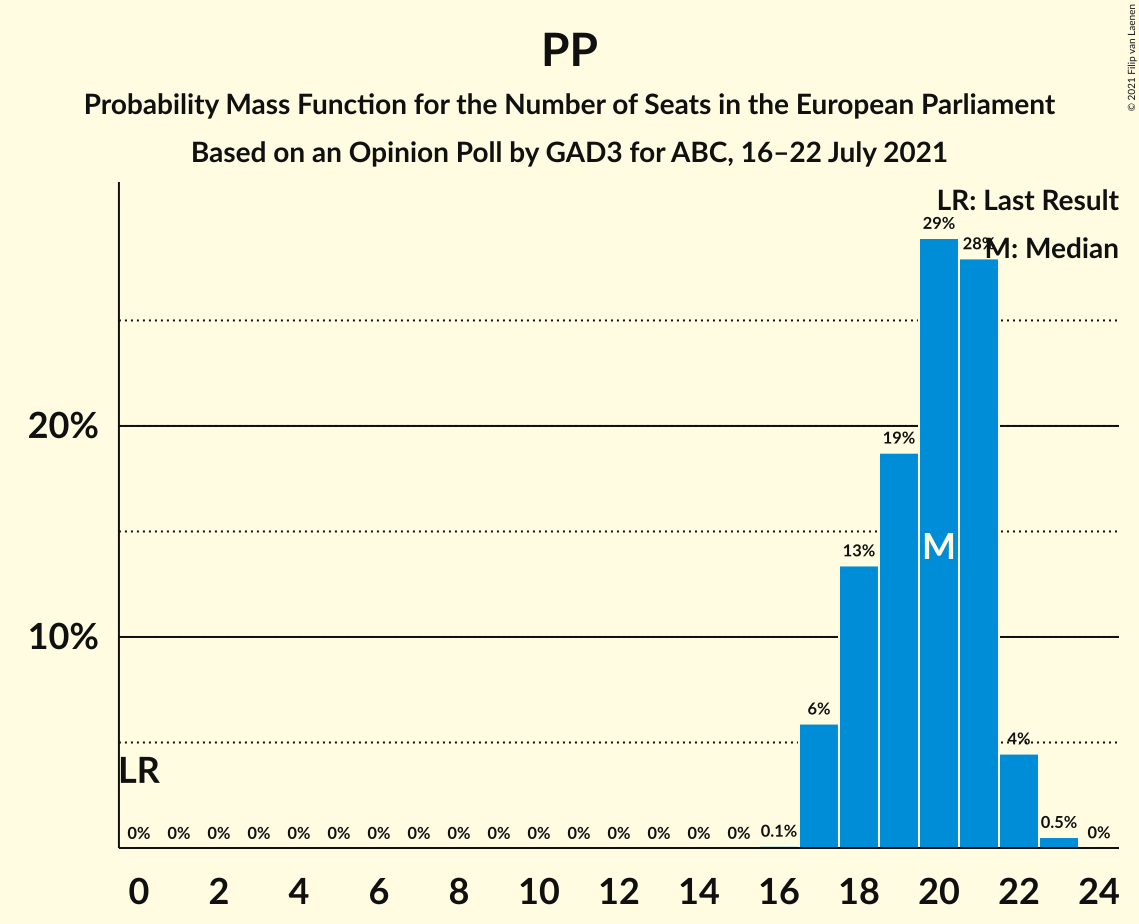 PP
Probability Mass Function for the Number of Seats in the European Parliament
Based on an Opinion Poll by GAD3 for ABC, 16–22 July 2021
© 2021 Filip van Laenen
LR: Last Result
M: Median
29%
28%
20%
19%
M
13%
10%
6%
4%
LR
0% 0% 0% 0% 0% 0% 0% 0% 0% 0% 0% 0% 0% 0% 0% 0% 0.1% 0.5% 0%
0 2 4 6 8 10 12 14 16 18 20 22 24